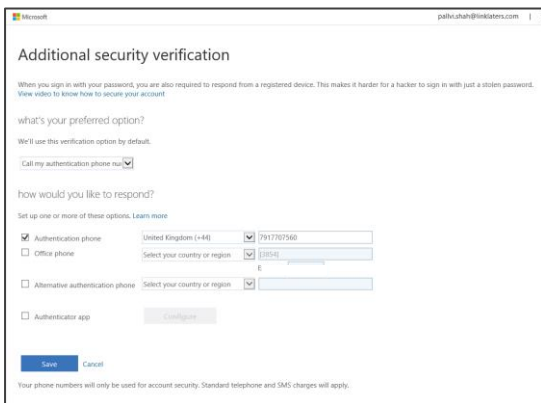 Microsoft pallvi.shah@linklaters.com |
Additional security verification
When you sign in with your password, you are also required to respond from a registered device. This makes it harder for a hacker to sign in with just a stolen password.
View video to know how to secure your account
what's your preferred option?
We'll use this verification option by default.
Call my authentication phone nu
how would you like to respond?
Set up one or more of these options. Learn more
Authentication phone United Kingdom (+44) 7917707560
Office phone Select your country or region [3854]
E
Alternative authentication phone Select your country or region
Authenticator app Configure
Save Cancel
Your phone numbers will only be used for account security. Standard telephone and SMS charges will apply.